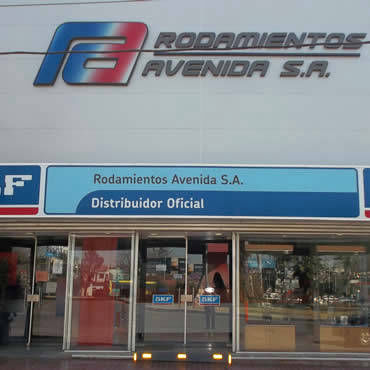 RODAMIENTOS
AVENIDA S.A.
Rodamientos Avenida S.A.
Distribuidor Oficial
SKF
SKF